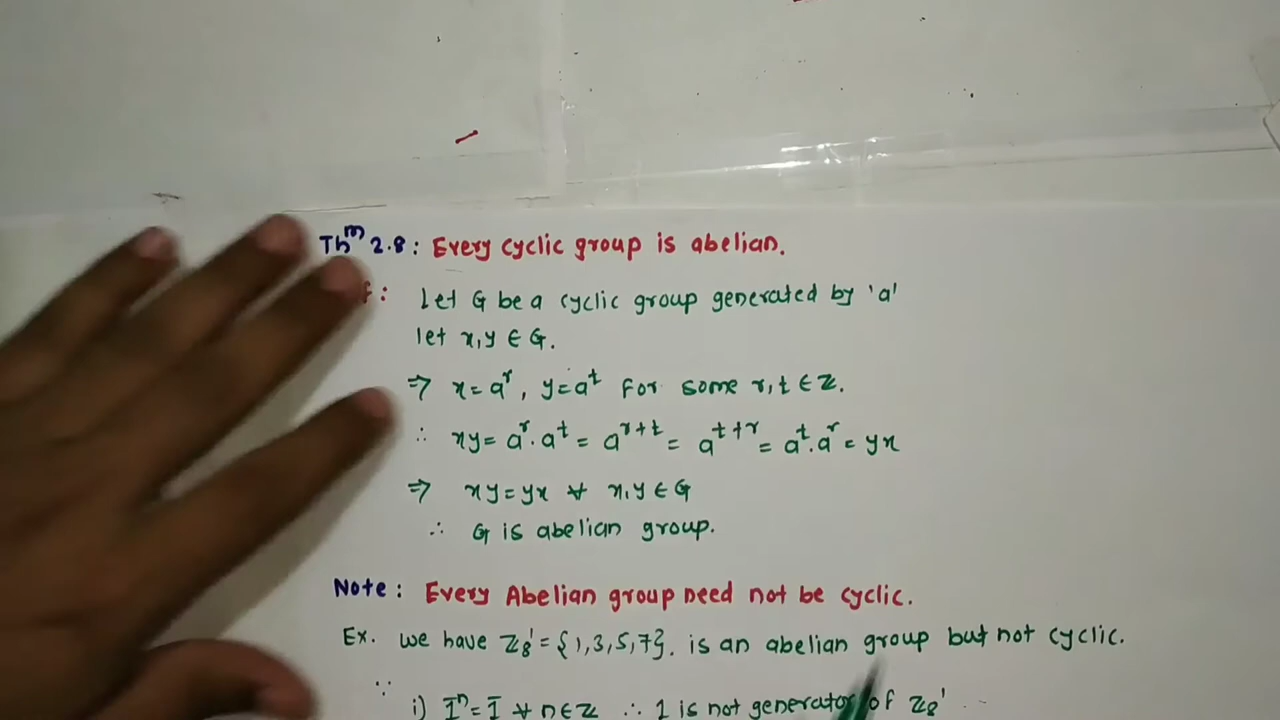 Thm 2.8: Every cyclic group is abelian.
: Let G be a cyclic group generated by 'a'
let x,y ∈ G.
⇒ x = a^r, y = a^t for some r,t ∈ Z.
∴ xy = a^r. a^t = a^{r+t} = a^{t+r} = a^t. a^r = yx
⇒ xy = yx ∀ x,y ∈ G
∴ G is abelian group.
Note: Every Abelian group need not be cyclic.
Ex. we have Z₈' = {1,3,5,7}. is an abelian group but not cyclic.
∵
i) 1̄ⁿ = 1̄ ∀ n ∈ Z ∴ 1 is not generator of Z₈'